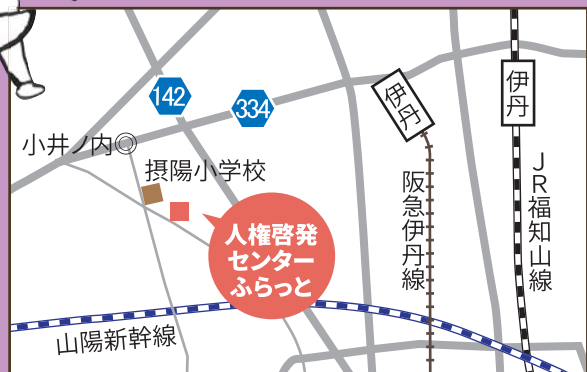 142
334
伊丹
伊丹
小井ノ内
摂陽小学校
阪急伊丹線
JR福知山線
人権啓発
センター
ふらっと
山陽新幹線